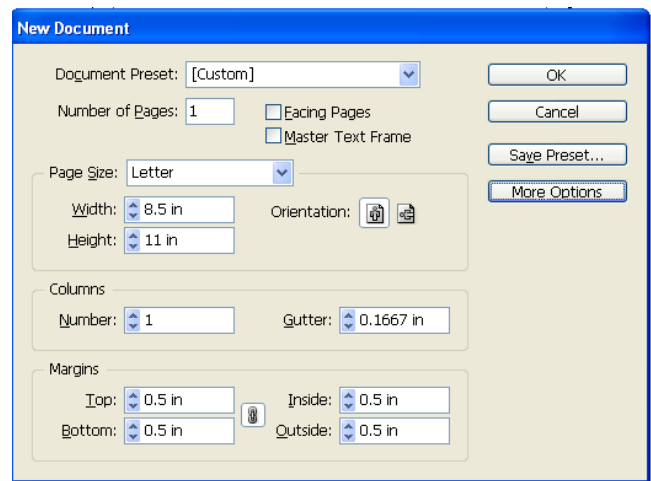 New Document
Document Preset: [Custom] OK
Number of Pages: 1 Facing Pages Cancel
Master Text Frame
Save Preset...
Page Size: Letter
More Options
Width: 8.5 in Orientation:
Height: 11 in
Columns
Number: 1 Gutter: 0.1667 in
Margins
Top: 0.5 in Inside: 0.5 in
Bottom: 0.5 in Outside: 0.5 in